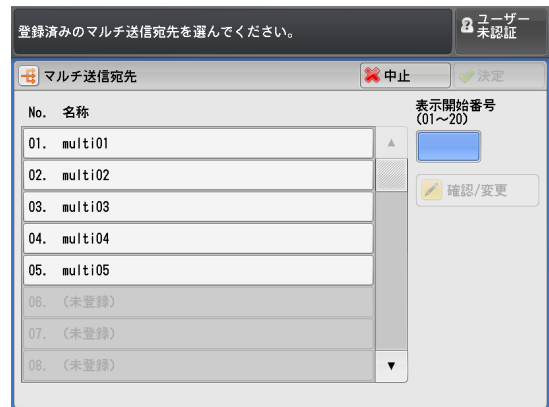 登録済みのマルチ送信宛先を選んでください。
ユーザー
未認証
マルチ送信宛先
中止
決定
No. 名称
表示開始番号
(01～20)
01. multi01
02. multi02
03. multi03
確認/変更
04. multi04
05. multi05
06. (未登録)
07. (未登録)
08. (未登録)